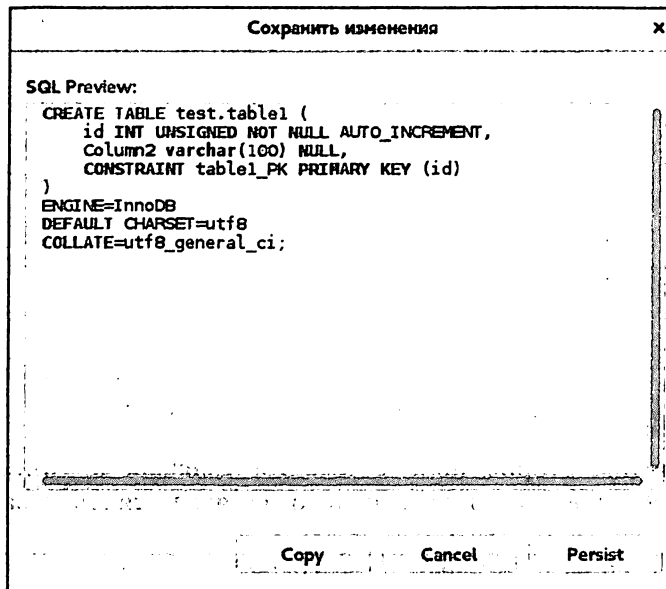 Сохранить изменения x
SQL Preview:
CREATE TABLE test.table1 (
id INT UNSIGNED NOT NULL AUTO_INCREMENT,
Column2 varchar(100) NULL,
CONSTRAINT table1_PK PRIMARY KEY (id)
)
ENGINE=InnoDB
DEFAULT CHARSET=utf8
COLLATE=utf8_general_ci;
Copy Cancel Persist